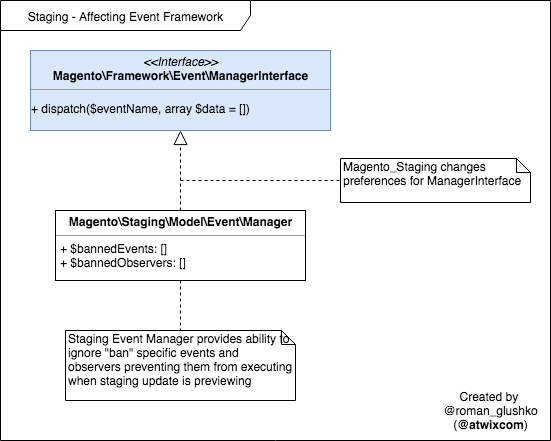 Staging - Affecting Event Framework
<<Interface>>
Magento\Framework\Event\ManagerInterface
+ dispatch($eventName, array $data = [])
Magento_Staging changes
preferences for ManagerInterface
Magento\Staging\Model\Event\Manager
+ $bannedEvents: []
+ $bannedObservers: []
Staging Event Manager provides ability to
ignore "ban" specific events and
observers preventing them from executing
when staging update is previewing
Created by
@roman_glushko
(@atwixcom)